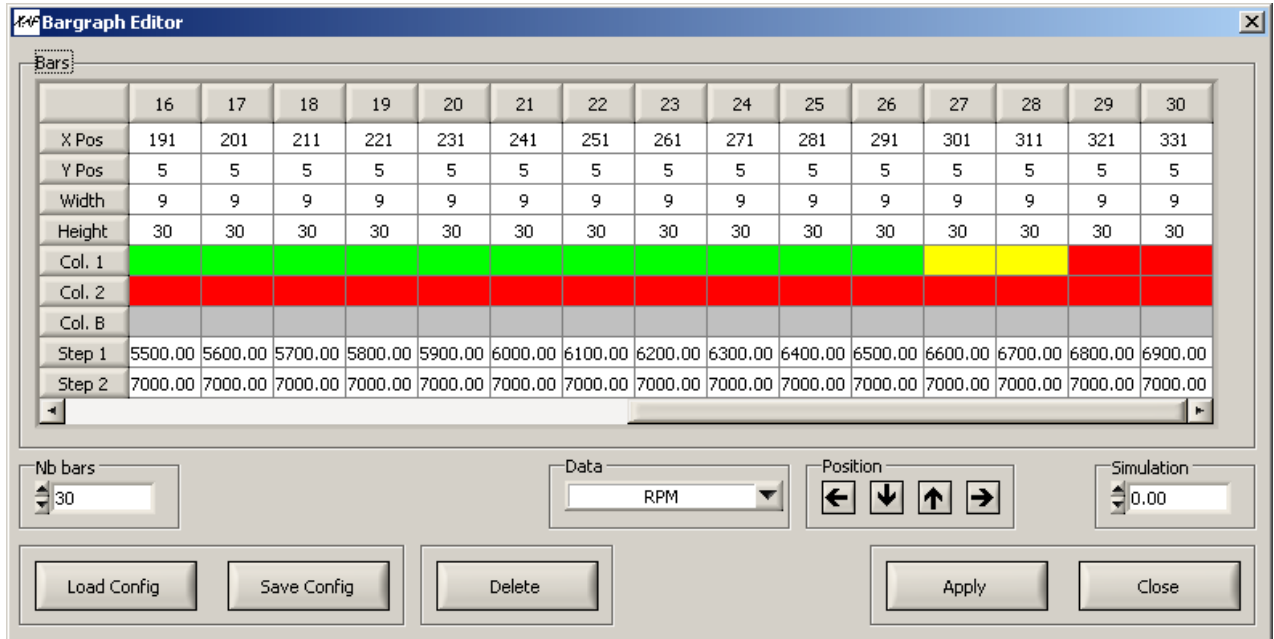 XAP Bargraph Editor
Bars
16 17 18 19 20 21 22 23 24 25 26 27 28 29 30
X Pos 191 201 211 221 231 241 251 261 271 281 291 301 311 321 331
Y Pos 5 5 5 5 5 5 5 5 5 5 5 5 5 5 5
Width 9 9 9 9 9 9 9 9 9 9 9 9 9 9 9
Height 30 30 30 30 30 30 30 30 30 30 30 30 30 30 30
Col. 1
Col. 2
Col. B
Step 1 5500.00 5600.00 5700.00 5800.00 5900.00 6000.00 6100.00 6200.00 6300.00 6400.00 6500.00 6600.00 6700.00 6800.00 6900.00
Step 2 7000.00 7000.00 7000.00 7000.00 7000.00 7000.00 7000.00 7000.00 7000.00 7000.00 7000.00 7000.00 7000.00 7000.00 7000.00
Nb bars Data Position Simulation
30 RPM 0.00
Load Config Save Config Delete Apply Close